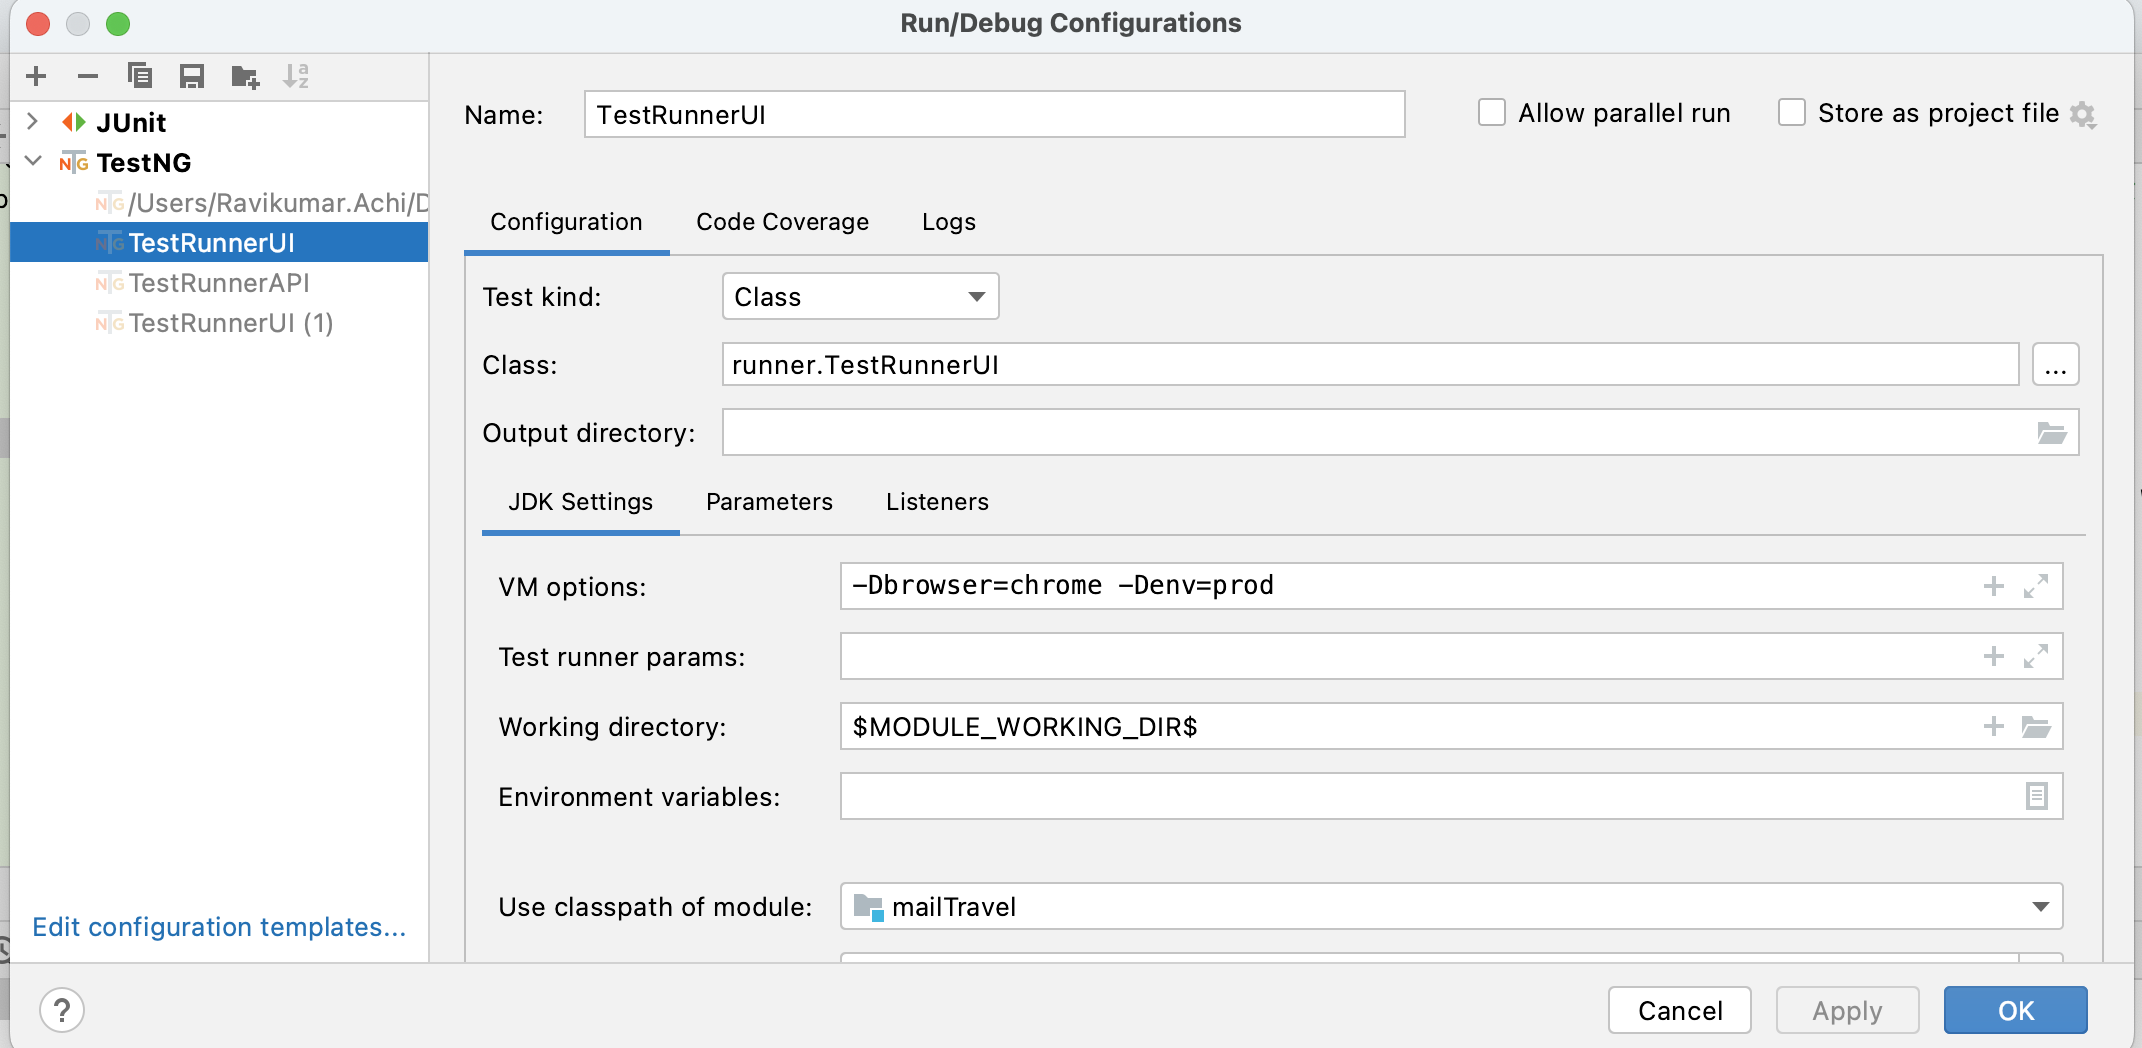 Run/Debug Configurations
JUnit
TestNG
/Users/Ravikumar.Achi/D
TestRunnerUI
TestRunnerAPI
TestRunnerUI (1)
Edit configuration templates...
Name: TestRunnerUI
Allow parallel run
Store as project file
Configuration Code Coverage Logs
Test kind: Class
Class: runner.TestRunnerUI ...
Output directory:
JDK Settings Parameters Listeners
VM options: -Dbrowser=chrome -Denv=prod
Test runner params:
Working directory: $MODULE_WORKING_DIR$
Environment variables:
Use classpath of module: mailTravel
? Cancel Apply OK